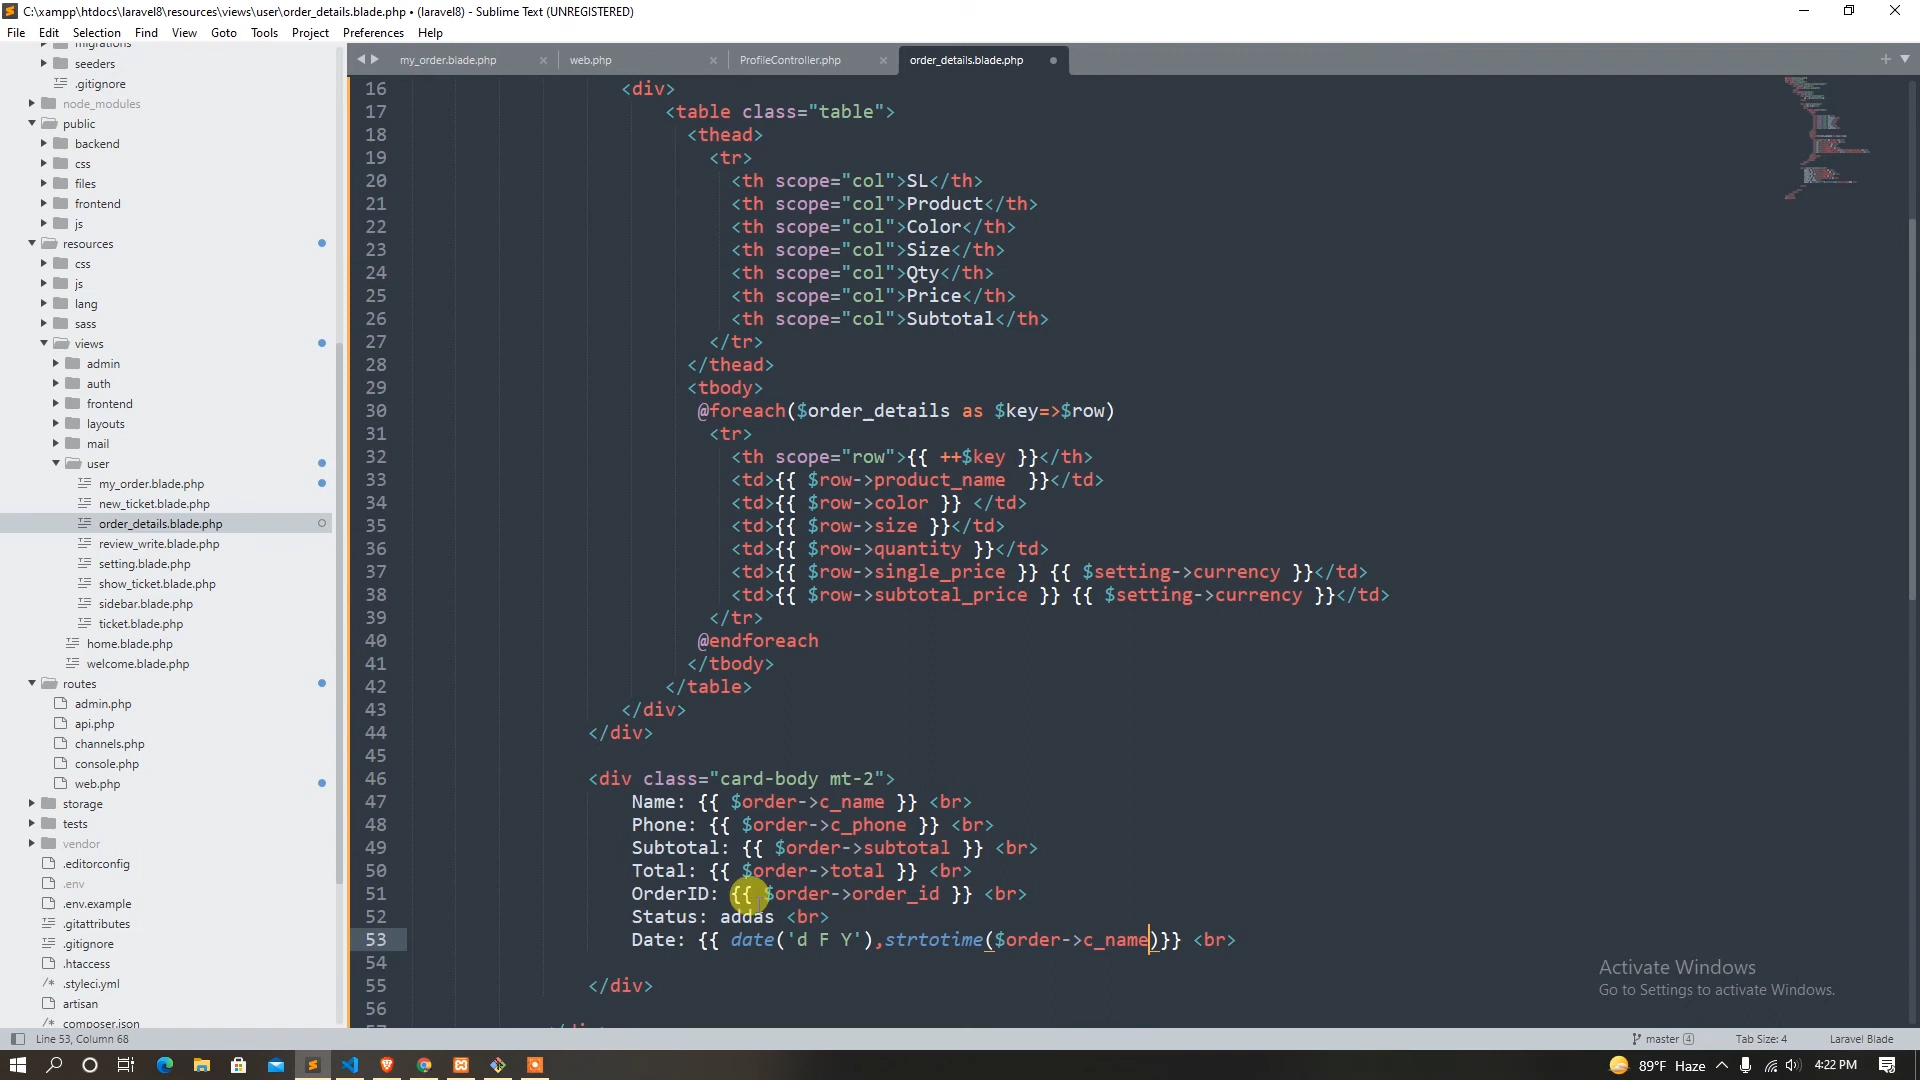 C:\xampp\htdocs\laravel8\resources\views\user\order_details.blade.php • (laravel8) - Sublime Text (UNREGISTERED)
File Edit Selection Find View Goto Tools Project Preferences Help
my_order.blade.php web.php ProfileController.php order_details.blade.php
migrations
seeders
.gitignore
node_modules
public
backend
css
files
frontend
js
resources
css
js
lang
sass
views
admin
auth
frontend
layouts
mail
user
my_order.blade.php
new_ticket.blade.php
order_details.blade.php
review_write.blade.php
setting.blade.php
show_ticket.blade.php
sidebar.blade.php
ticket.blade.php
home.blade.php
welcome.blade.php
routes
admin.php
api.php
channels.php
console.php
web.php
storage
tests
vendor
.editorconfig
.env
.env.example
.gitattributes
.gitignore
.htaccess
.styleci.yml
artisan
composer.json
16 <div>
17 <table class="table">
18 <thead>
19 <tr>
20 <th scope="col">SL</th>
21 <th scope="col">Product</th>
22 <th scope="col">Color</th>
23 <th scope="col">Size</th>
24 <th scope="col">Qty</th>
25 <th scope="col">Price</th>
26 <th scope="col">Subtotal</th>
27 </tr>
28 </thead>
29 <tbody>
30 @foreach($order_details as $key=>$row)
31 <tr>
32 <th scope="row">{{ ++$key }}</th>
33 <td>{{ $row->product_name  }}</td>
34 <td>{{ $row->color }} </td>
35 <td>{{ $row->size }}</td>
36 <td>{{ $row->quantity }}</td>
37 <td>{{ $row->single_price }} {{ $setting->currency }}</td>
38 <td>{{ $row->subtotal_price }} {{ $setting->currency }}</td>
39 </tr>
40 @endforeach
41 </tbody>
42 </table>
43 </div>
44 </div>
45
46 <div class="card-body mt-2">
47 Name: {{ $order->c_name }} <br>
48 Phone: {{ $order->c_phone }} <br>
49 Subtotal: {{ $order->subtotal }} <br>
50 Total: {{ $order->total }} <br>
51 OrderID: {{ $order->order_id }} <br>
52 Status: addas <br>
53 Date: {{ date('d F Y'),strtotime($order->c_name)}} <br>
54
55 </div>
56
Activate Windows
Go to Settings to activate Windows.
Line 53, Column 68 master 4 Tab Size: 4 Laravel Blade
89°F Haze 4:22 PM